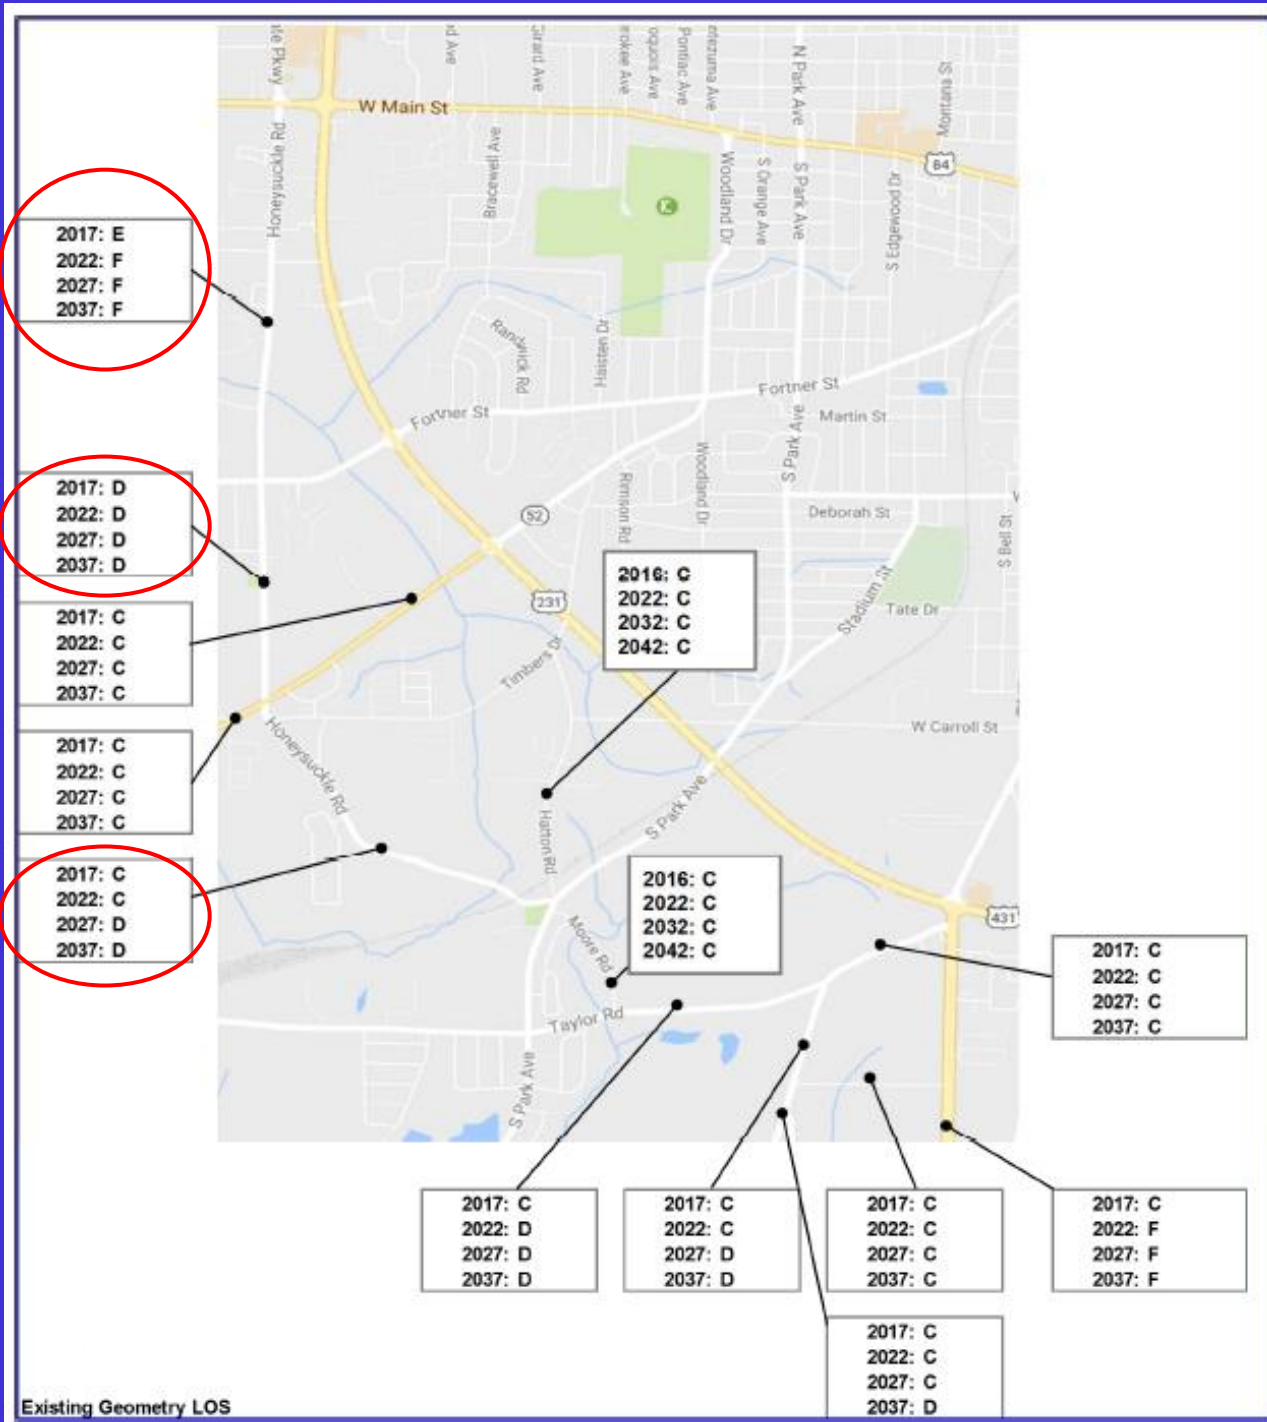 W Main St
Honeysuckle Rd
Bracewell Ave
Girard Ave
Pontiac Ave
N Park Ave
Montana St
84
Woodland Dr
S Orange Ave
S Park Ave
S Edgewood Dr
2017: E
2022: F
2027: F
2037: F
Randwick Rd
Halsten Dr
Fortner St
Fortner St
Martin St
S Park Ave
Woodland Dr
Rimson Rd
2017: D
2022: D
2027: D
2037: D
52
Deborah St
S Bell St
2016: C
2022: C
2032: C
2042: C
231
Stadium St
Tate Dr
2017: C
2022: C
2027: C
2037: C
Timbers Dr
W Carroll St
2017: C
2022: C
2027: C
2037: C
Honeysuckle Rd
Hatton Rd
S Park Ave
2017: C
2022: C
2027: D
2037: D
2016: C
2022: C
2032: C
2042: C
431
Moore Rd
2017: C
2022: C
2027: C
2037: C
Taylor Rd
S Park Ave
2017: C
2022: D
2027: D
2037: D
2017: C
2022: C
2027: D
2037: D
2017: C
2022: C
2027: C
2037: C
2017: C
2022: F
2027: F
2037: F
2017: C
2022: C
2027: C
2037: D
Existing Geometry LOS